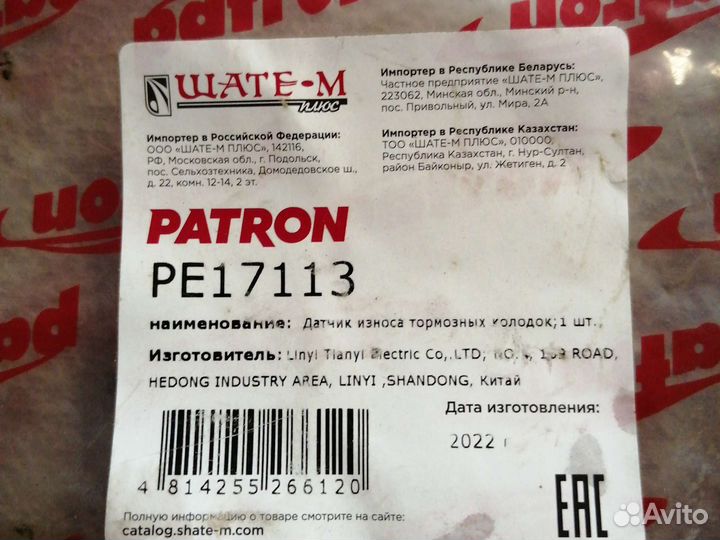 ШАТЕ-М
плюс
Импортер в Российской Федерации:
ООО «ШАТЕ-М ПЛЮС», 142116,
РФ, Московская обл., г. Подольск,
пос. Сельхозтехника, Домодедовское ш.,
д. 22, комн. 12-14, 2 эт.
Импортер в Республике Беларусь:
Частное предприятие «ШАТЕ-М ПЛЮС»,
223062, Минская обл., Минский р-н,
пос. Привольный, ул. Мира, 2А
Импортер в Республике Казахстан:
ТОО «ШАТЕ-М ПЛЮС», 010000,
Республика Казахстан, г. Нур-Султан,
район Байконыр, ул. Жетиген, д. 2
PATRON
PE17113
наименование: Датчик износа тормозных колодок;1 шт.
Изготовитель: Linyi Tianyi Electric Co,.LTD, ROAD,
HEDONG INDUSTRY AREA, LINYI ,SHANDONG, Китай
Дата изготовления:
2022 г
4 814255 266120
EAC
Полную информацию о товаре смотрите на сайте:
catalog.shate-m.com
Avito